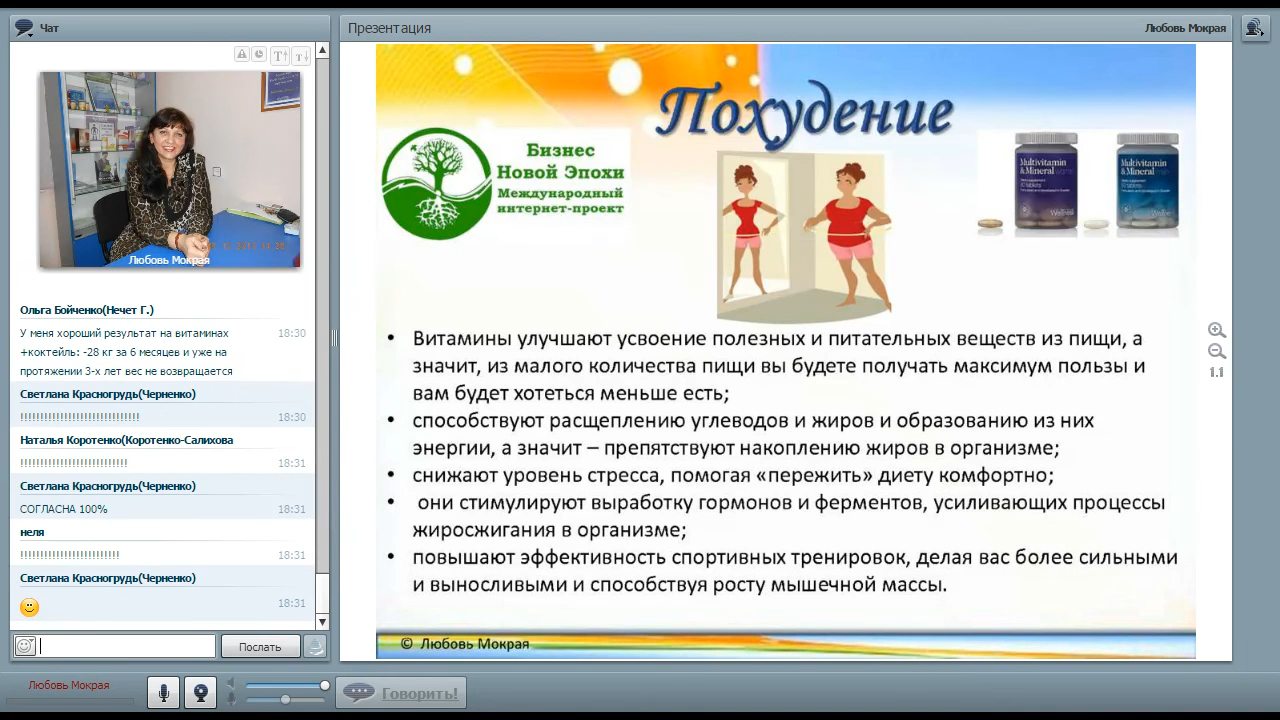 Чат
Любовь Мокрая
Ольга Бойченко(Нечет Г.)
У меня хороший результат на витаминах 18:30
+коктейль: -28 кг за 6 месяцев и уже на
протяжении 3-х лет вес не возвращается
Светлана Красногрудь(Черненко)
!!!!!!!!!!!!!!!!!!!!!!!!!!!!!! 18:30
Наталья Коротенко(Коротенко-Салихова
!!!!!!!!!!!!!!!!!!!!!!!!!!! 18:31
Светлана Красногрудь(Черненко)
СОГЛАСНА 100% 18:31
неля
!!!!!!!!!!!!!!!!!!!!!!!!! 18:31
Светлана Красногрудь(Черненко)
18:31
Послать
Презентация Любовь Мокрая
Похудение
Бизнес
Новой Эпохи
Международный
интернет-проект
Multivitamin
& Mineral
Wellness
Multivitamin
& Mineral
Wellness
• Витамины улучшают усвоение полезных и питательных веществ из пищи, а
значит, из малого количества пищи вы будете получать максимум пользы и
вам будет хотеться меньше есть;
• способствуют расщеплению углеводов и жиров и образованию из них
энергии, а значит – препятствуют накоплению жиров в организме;
• снижают уровень стресса, помогая «пережить» диету комфортно;
• они стимулируют выработку гормонов и ферментов, усиливающих процессы
жиросжигания в организме;
• повышают эффективность спортивных тренировок, делая вас более сильными
и выносливыми и способствуя росту мышечной массы.
© Любовь Мокрая
1.1
Любовь Мокрая
Говорить!